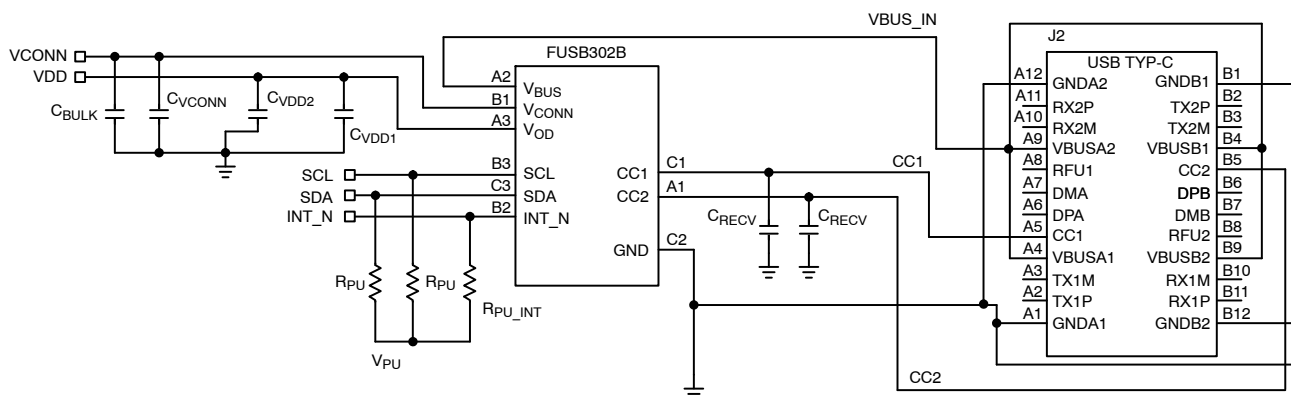 VBUS_IN
J2
FUSB302B
USB TYP-C
VCONN
VDD
CBULK
CVCONN
CVDD2
CVDD1
A2
VBUS
B1
VCONN
A3
VOD
SCL
B3
SCL
SDA
C3
SDA
INT_N
B2
INT_N
CC1
C1
CC1
CC2
A1
GND
C2
CRECV
CRECV
RPU
RPU
RPU_INT
VPU
CC2
A12
GNDA2
GNDB1
B1
A11
RX2P
TX2P
B2
A10
RX2M
TX2M
B3
A9
VBUSA2
VBUSB1
B4
A8
RFU1
CC2
B5
A7
DMA
DPB
B6
A6
DPA
DMB
B7
A5
CC1
RFU2
B8
A4
VBUSA1
VBUSB2
B9
A3
TX1M
RX1M
B10
A2
TX1P
RX1P
B11
A1
GNDA1
GNDB2
B12